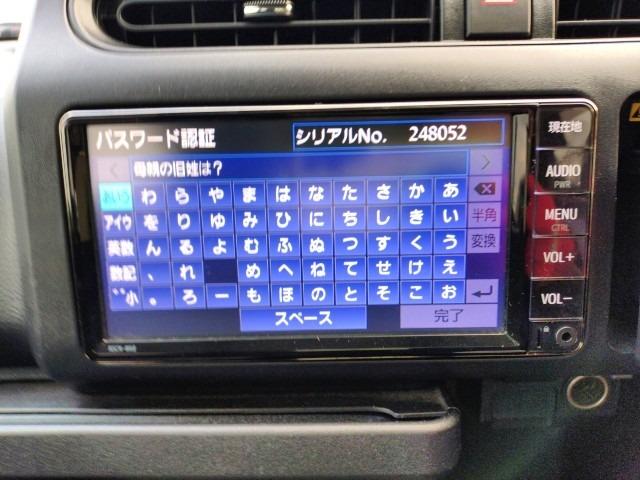 パスワード認証 シリアルNo. 248052
母親の旧姓は?
あいう わ ら や ま は な た さ か あ
アイウ を り ゆ み ひ に ち し き い 半角
英数 ん る よ む ふ ぬ つ す く う 変換
数記 、 れ め へ ね て せ け え
゛゜小 。 ろ ー も ほ の と そ こ お
スペース 完了
現在地
AUDIO
PWR
MENU
CTRL
VOL+
VOL-